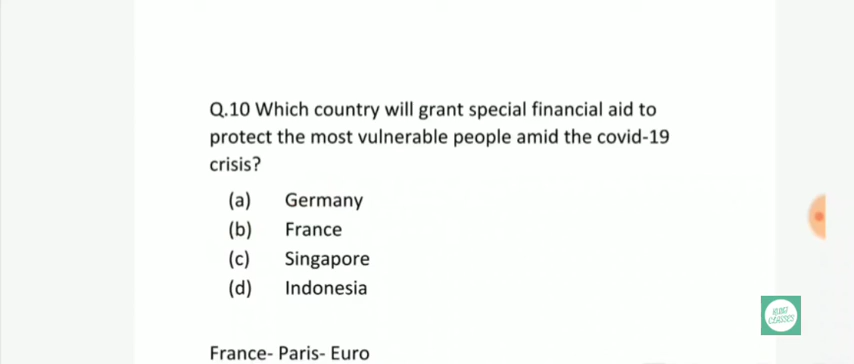 Q.10 Which country will grant special financial aid to
protect the most vulnerable people amid the covid-19
crisis?
(a) Germany
(b) France
(c) Singapore
(d) Indonesia
CLASSES
France- Paris- Euro